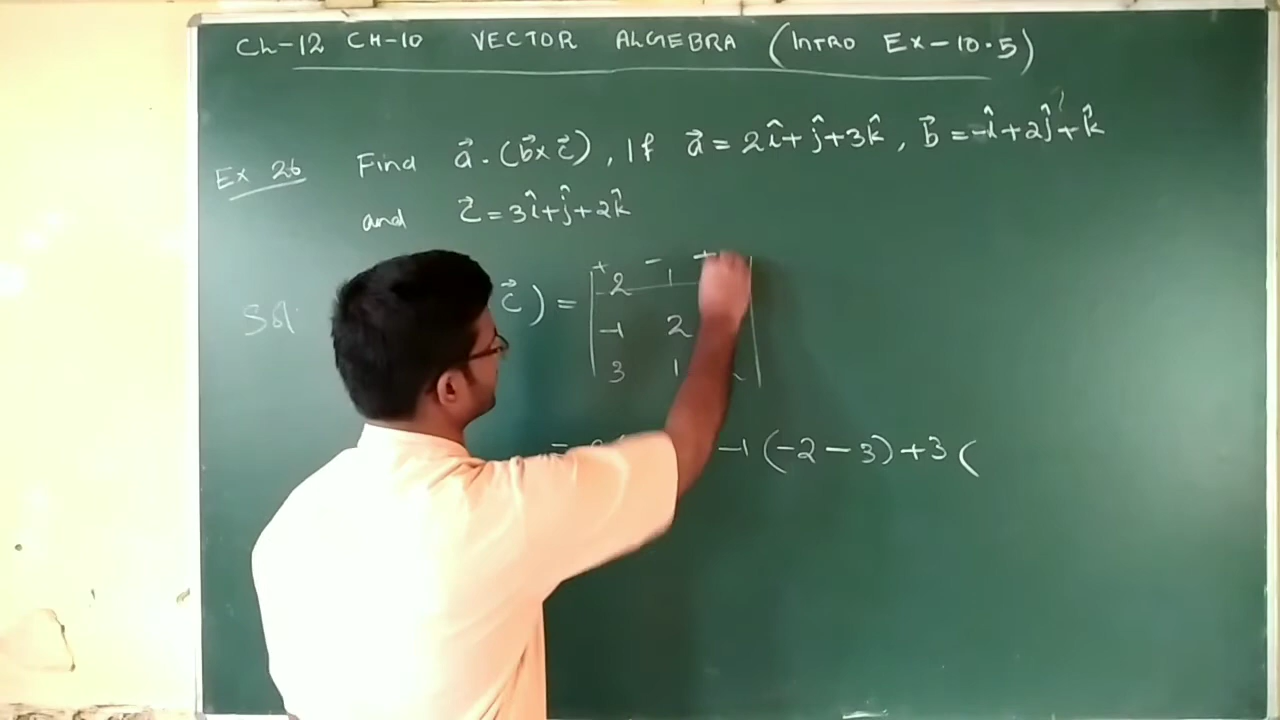 Ch-12 CH-10 VECTOR ALGEBRA (INTRO EX-10.5)
Ex 26 Find a⃗ . (b⃗ x c⃗), If a⃗ = 2î + ĵ + 3k̂, b⃗ = -î + 2ĵ + k̂
and c⃗ = 3î + ĵ + 2k̂
+ - +
Sol c⃗) = | 2 1 |
-1 2
3 1
= -1 (-2 - 3) + 3 (